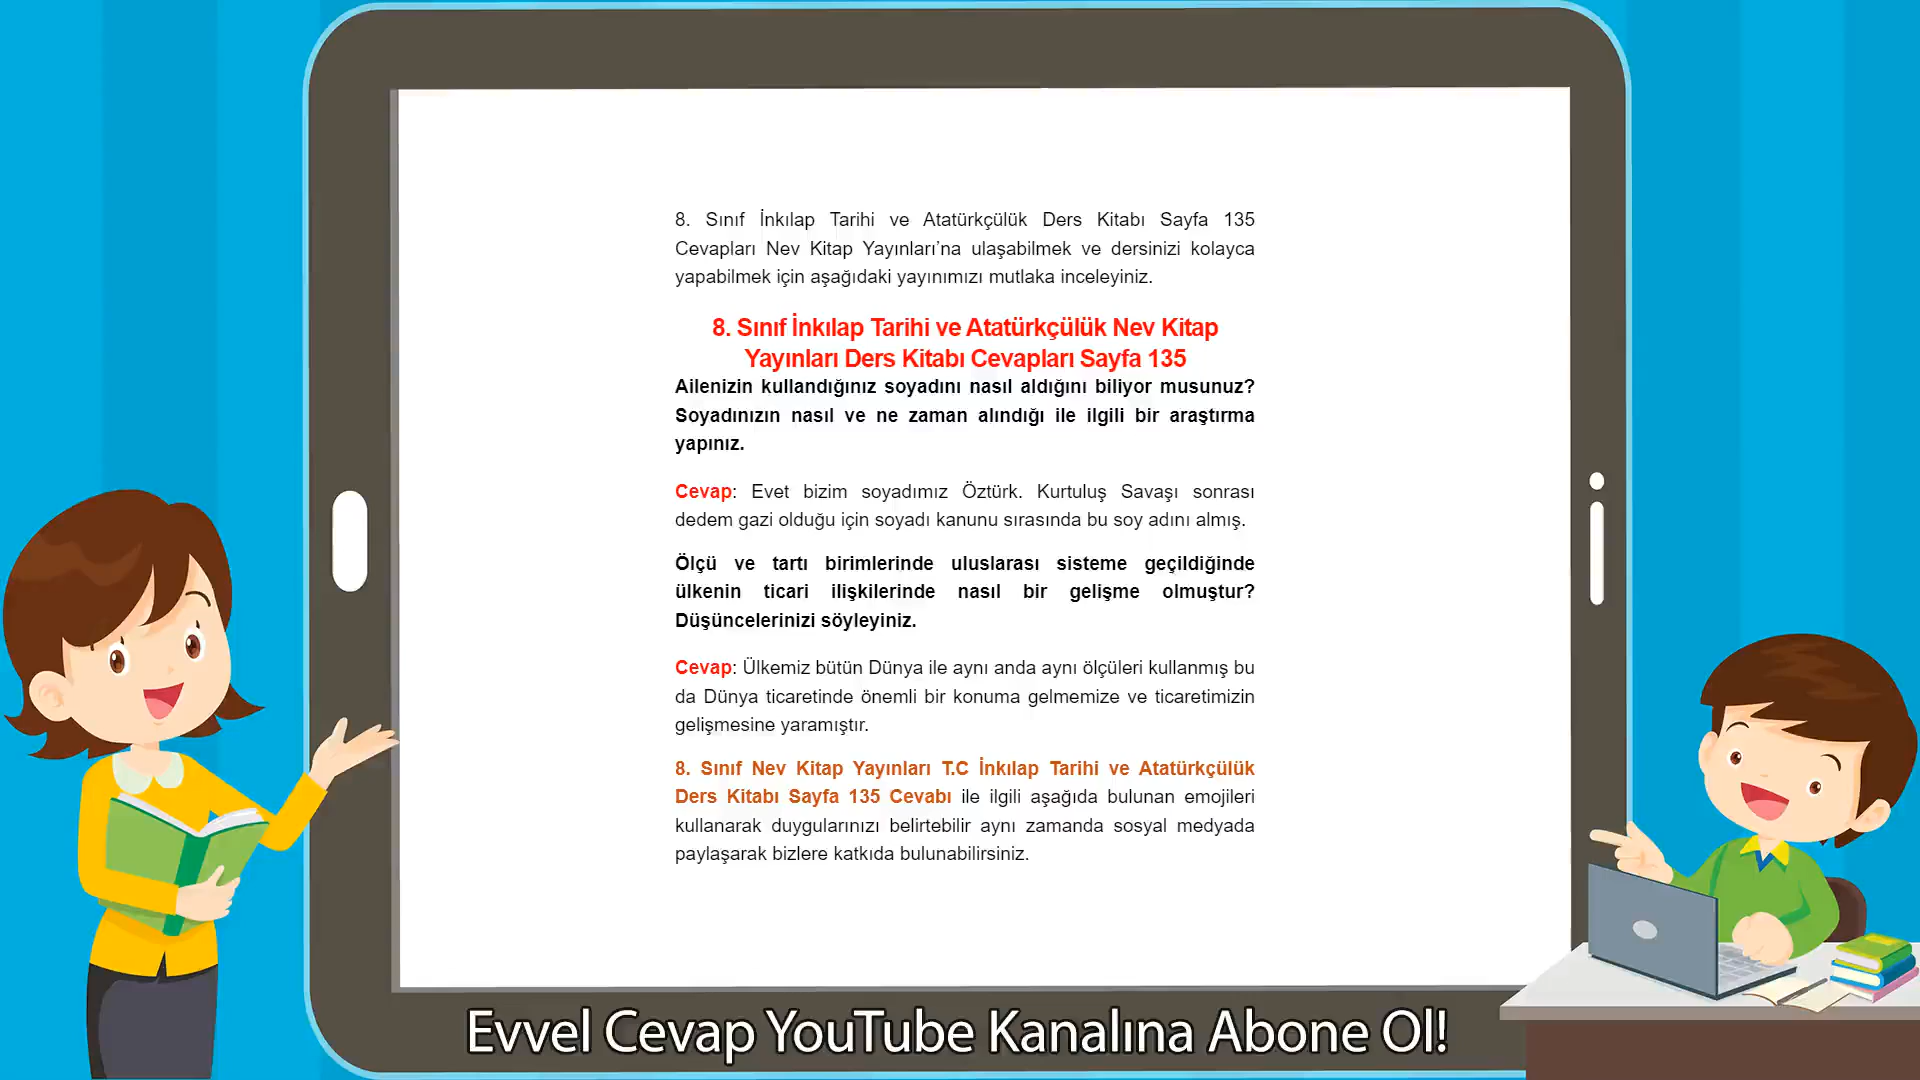 8. Sınıf İnkılap Tarihi ve Atatürkçülük Ders Kitabı Sayfa 135
Cevapları Nev Kitap Yayınları’na ulaşabilmek ve dersinizi kolayca
yapabilmek için aşağıdaki yayınımızı mutlaka inceleyiniz.
8. Sınıf İnkılap Tarihi ve Atatürkçülük Nev Kitap
Yayınları Ders Kitabı Cevapları Sayfa 135
Ailenizin kullandığınız soyadını nasıl aldığını biliyor musunuz?
Soyadınızın nasıl ve ne zaman alındığı ile ilgili bir araştırma
yapınız.
Cevap: Evet bizim soyadımız Öztürk. Kurtuluş Savaşı sonrası
dedem gazi olduğu için soyadı kanunu sırasında bu soy adını almış.
Ölçü ve tartı birimlerinde uluslarası sisteme geçildiğinde
ülkenin ticari ilişkilerinde nasıl bir gelişme olmuştur?
Düşüncelerinizi söyleyiniz.
Cevap: Ülkemiz bütün Dünya ile aynı anda aynı ölçüleri kullanmış bu
da Dünya ticaretinde önemli bir konuma gelmemize ve ticaretimizin
gelişmesine yaramıştır.
8. Sınıf Nev Kitap Yayınları T.C İnkılap Tarihi ve Atatürkçülük
Ders Kitabı Sayfa 135 Cevabı ile ilgili aşağıda bulunan emojileri
kullanarak duygularınızı belirtebilir aynı zamanda sosyal medyada
paylaşarak bizlere katkıda bulunabilirsiniz.
Evvel Cevap YouTube Kanalına Abone Ol!